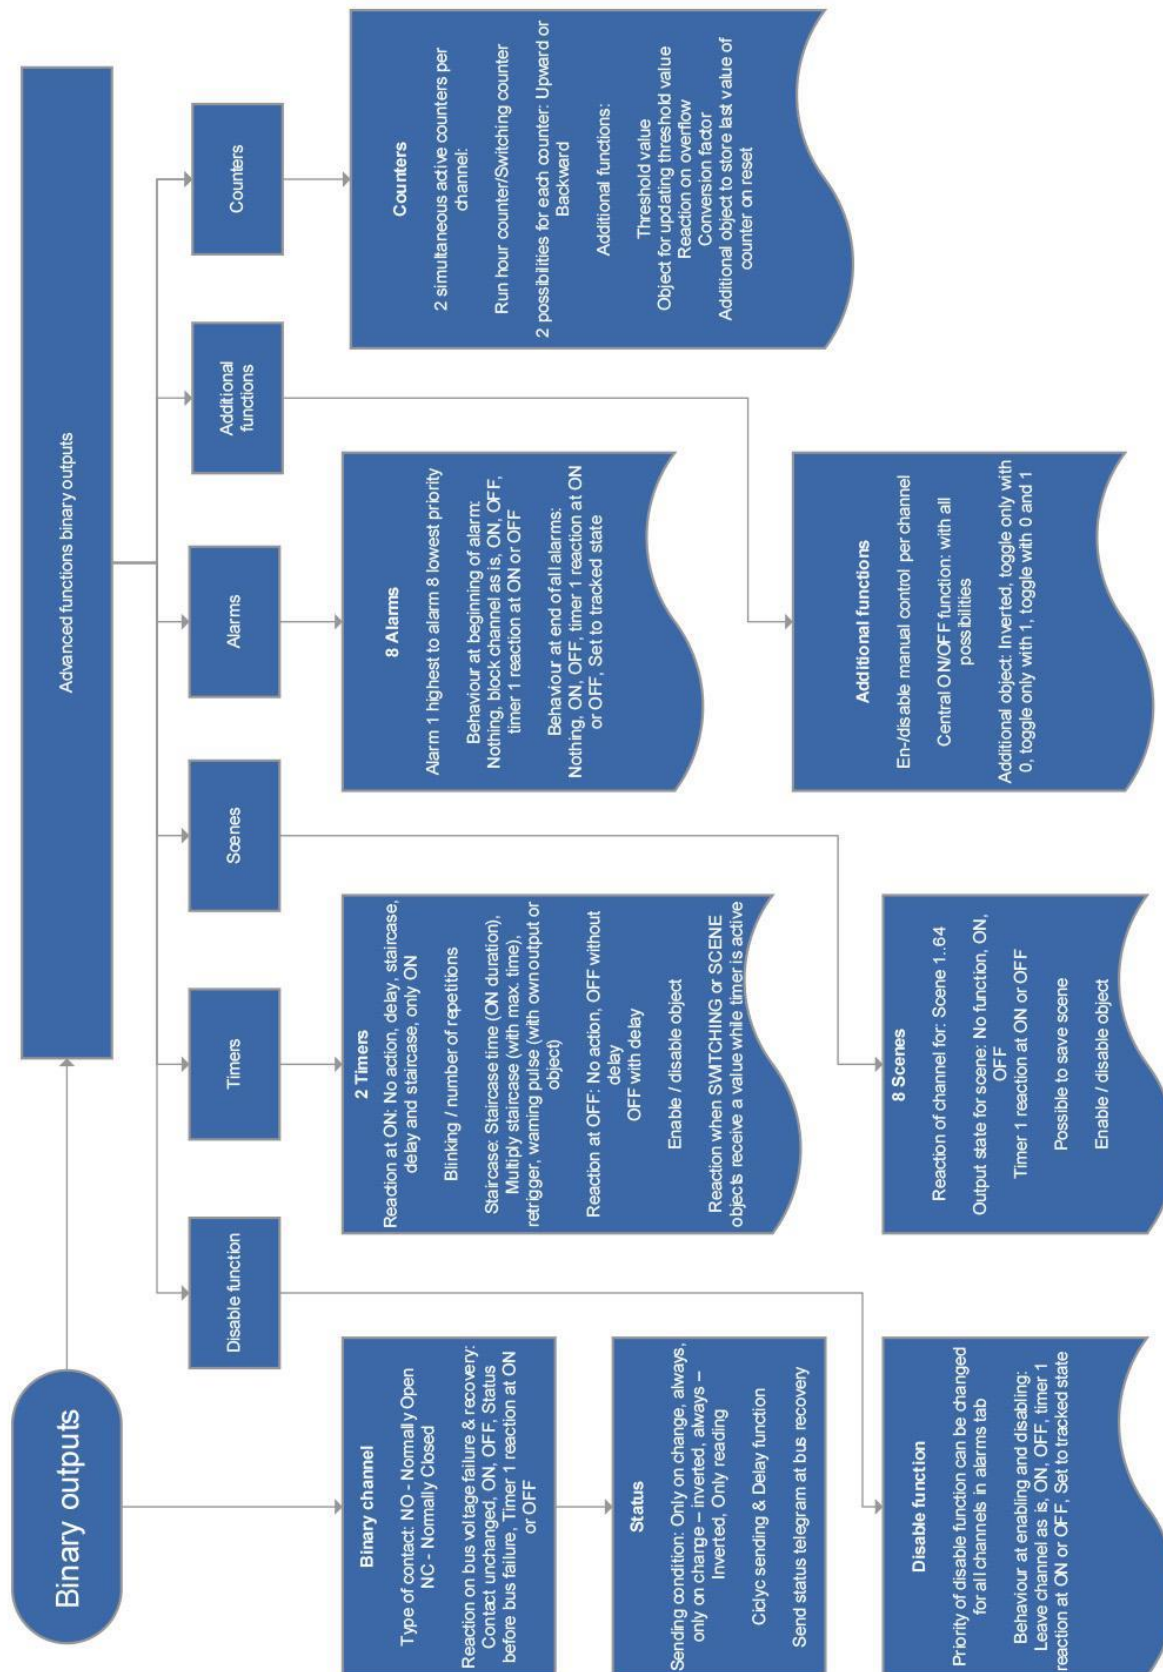 Binary outputs
Advanced functions binary outputs
Disable function
Timers
Scenes
Alarms
Additional
functions
Counters
Binary channel
Type of contact: NO - Normally Open
NC - Normally Closed
Reaction on bus voltage failure & recovery:
Contact unchanged, ON, OFF, Status
before bus failure, Timer 1 reaction at ON
or OFF
2 Timers
Reaction at ON: No action, delay, staircase,
delay and staircase, only ON
Blinking / number of repetitions
Staircase: Staircase time (ON duration),
Multiply staircase (with max. time),
retrigger, warning pulse (with own output or
object)
Reaction at OFF: No action, OFF without
delay
OFF with delay
Enable / disable object
Reaction when SWITCHING or SCENE
objects receive a value while timer is active
8 Alarms
Alarm 1 highest to alarm 8 lowest priority
Behaviour at beginning of alarm:
Nothing, block channel as is, ON, OFF,
timer 1 reaction at ON or OFF
Behaviour at end of all alarms:
Nothing, ON, OFF, timer 1 reaction at ON
or OFF, Set to tracked state
Counters
2 simultaneous active counters per
channel:
Run hour counter/Switching counter
2 possibilities for each counter: Upward or
Backward
Additional functions:
Threshold value
Object for updating threshold value
Reaction on overflow
Conversion factor
Additional object to store last value of
counter on reset
Status
Sending condition: Only on change, always,
only on change – inverted, always –
Inverted, Only reading
Ciclyc sending & Delay function
Send status telegram at bus recovery
Disable function
Priority of disable function can be changed
for all channels in alarms tab
Behaviour at enabling and disabling:
Leave channel as is, ON, OFF, timer 1
reaction at ON or OFF, Set to tracked state
8 Scenes
Reaction of channel for: Scene 1..64
Output state for scene: No function, ON,
OFF
Timer 1 reaction at ON or OFF
Possible to save scene
Enable / disable object
Additional functions
En-/disable manual control per channel
Central ON/OFF function: with all
possibilities
Additional object: Inverted, toggle only with
0, toggle only with 1, toggle with 0 and 1